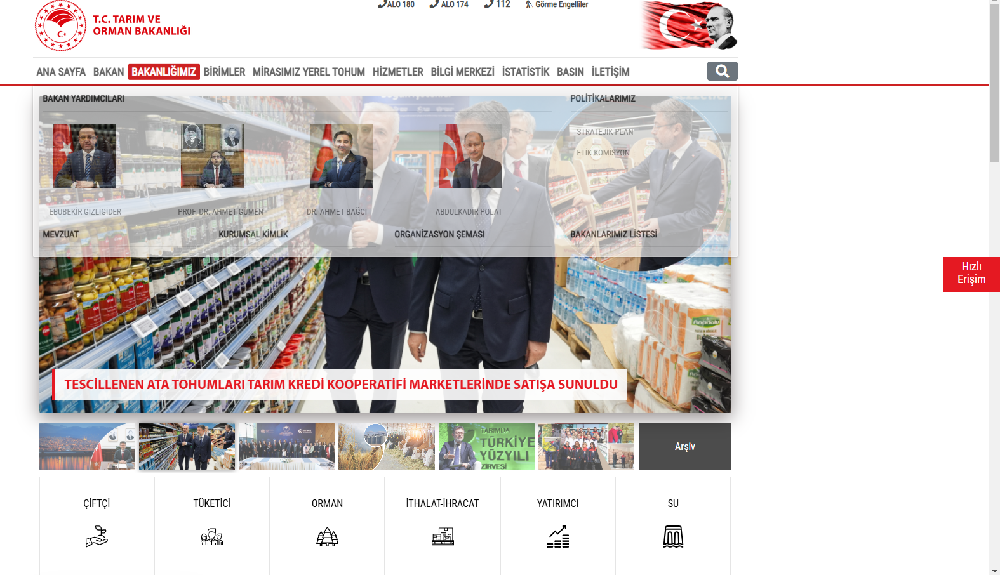 ALO 180 ALO 174 112 Görme Engelliler
T.C. TARIM VE
ORMAN BAKANLIĞI
ANA SAYFA BAKAN BAKANLIĞIMIZ BİRİMLER MİRASIMIZ YEREL TOHUM HİZMETLER BİLGİ MERKEZİ İSTATİSTİK BASIN İLETİŞİM
BAKAN YARDIMCILARI POLİTİKALARIMIZ
STRATEJİK PLAN
ETİK KOMİSYON
EBUBEKİR GİZLİGİDER PROF. DR. AHMET GÜMEN DR. AHMET BAĞCI ABDULKADİR POLAT
MEVZUAT KURUMSAL KİMLİK ORGANİZASYON ŞEMASI BAKANLARIMIZ LİSTESİ
Hızlı
Erişim
Anadolu
TESCİLLENEN ATA TOHUMLARI TARIM KREDİ KOOPERATİFİ MARKETLERİNDE SATIŞA SUNULDU
TARIMDA
TÜRKİYE
YÜZYILI
ZİRVESİ
Arşiv
ÇİFTÇİ TÜKETİCİ ORMAN İTHALAT-İHRACAT YATIRIMCI SU